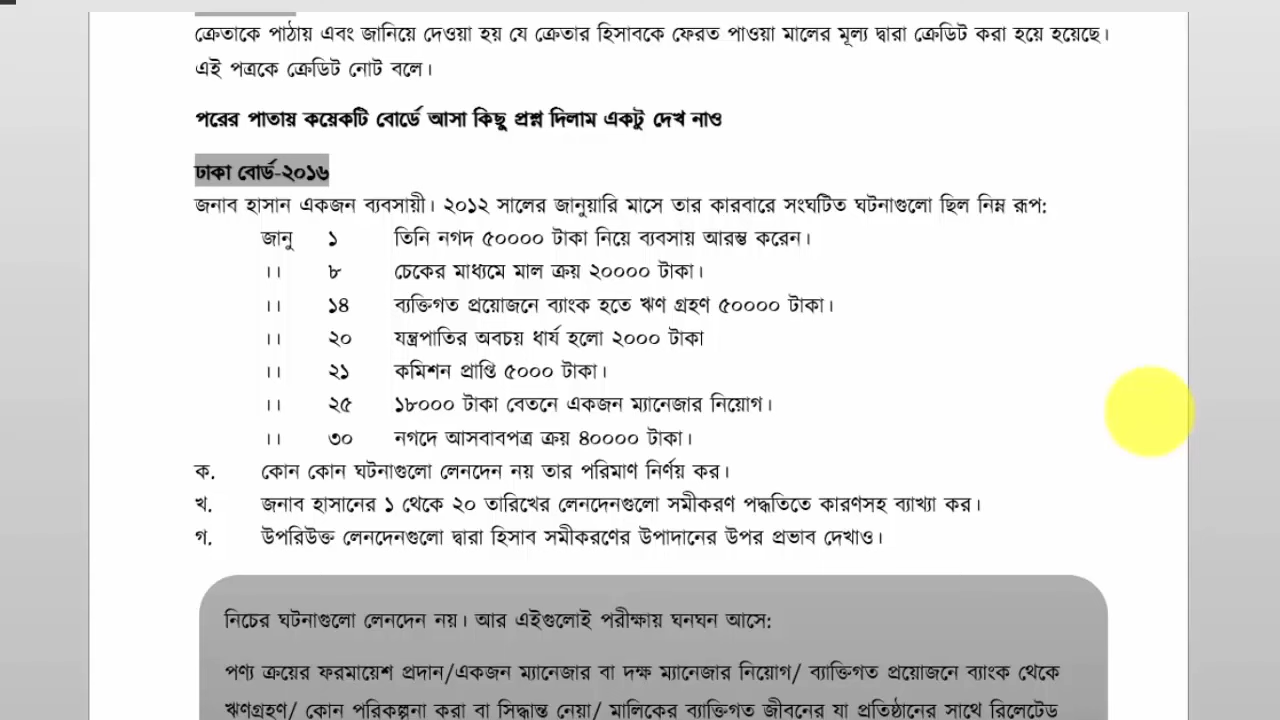 ক্রেতাকে পাঠায় এবং জানিয়ে দেওয়া হয় যে ক্রেতার হিসাবকে ফেরত পাওয়া মালের মূল্য দ্বারা ক্রেডিট করা হয়ে হয়েছে।
এই পত্রকে ক্রেডিট নোট বলে।
পরের পাতায় কয়েকটি বোর্ডে আসা কিছু প্রশ্ন দিলাম একটু দেখ নাও
ঢাকা বোর্ড-২০১৬
জনাব হাসান একজন ব্যবসায়ী। ২০১২ সালের জানুয়ারি মাসে তার কারবারে সংঘটিত ঘটনাগুলো ছিল নিম্ন রূপ:
জানু ১ তিনি নগদ ৫০০০০ টাকা নিয়ে ব্যবসায় আরম্ভ করেন।
।। ৮ চেকের মাধ্যমে মাল ক্রয় ২০০০০ টাকা।
।। ১৪ ব্যক্তিগত প্রয়োজনে ব্যাংক হতে ঋণ গ্রহণ ৫০০০০ টাকা।
।। ২০ যন্ত্রপাতির অবচয় ধার্য হলো ২০০০ টাকা
।। ২১ কমিশন প্রাপ্তি ৫০০০ টাকা।
।। ২৫ ১৮০০০ টাকা বেতনে একজন ম্যানেজার নিয়োগ।
।। ৩০ নগদে আসবাবপত্র ক্রয় ৪০০০০ টাকা।
ক. কোন কোন ঘটনাগুলো লেনদেন নয় তার পরিমাণ নির্ণয় কর।
খ. জনাব হাসানের ১ থেকে ২০ তারিখের লেনদেনগুলো সমীকরণ পদ্ধতিতে কারণসহ ব্যাখ্যা কর।
গ. উপরিউক্ত লেনদেনগুলো দ্বারা হিসাব সমীকরণের উপাদানের উপর প্রভাব দেখাও।
নিচের ঘটনাগুলো লেনদেন নয়। আর এইগুলোই পরীক্ষায় ঘনঘন আসে:
পণ্য ক্রয়ের ফরমায়েশ প্রদান/একজন ম্যানেজার বা দক্ষ ম্যানেজার নিয়োগ/ ব্যাক্তিগত প্রয়োজনে ব্যাংক থেকে
ঋণগ্রহণ/ কোন পরিকল্পনা করা বা সিদ্ধান্ত নেয়া/ মালিকের ব্যাক্তিগত জীবনের যা প্রতিষ্ঠানের সাথে রিলেটেড